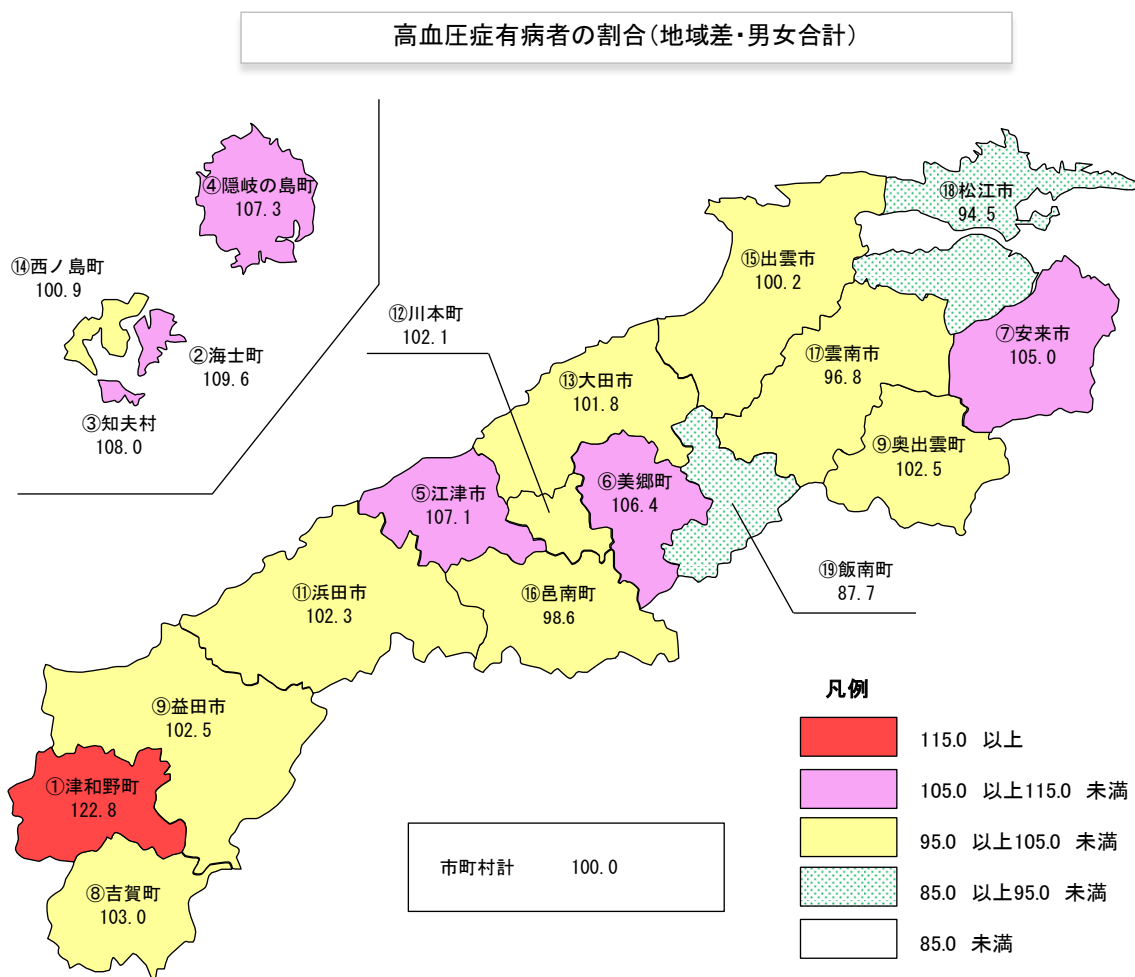 高血圧症有病者の割合（地域差・男女合計）
④隠岐の島町
107.3
⑭西ノ島町
100.9
②海士町
109.6
③知夫村
108.0
⑱松江市
94.5
⑮出雲市
100.2
⑫川本町
102.1
⑦安来市
105.0
⑰雲南市
96.8
⑬大田市
101.8
⑨奥出雲町
102.5
⑥美郷町
106.4
⑤江津市
107.1
⑲飯南町
87.7
⑪浜田市
102.3
⑯邑南町
98.6
⑨益田市
102.5
①津和野町
122.8
⑧吉賀町
103.0
市町村計 100.0
凡例
115.0 以上
105.0 以上115.0 未満
95.0 以上105.0 未満
85.0 以上95.0 未満
85.0 未満